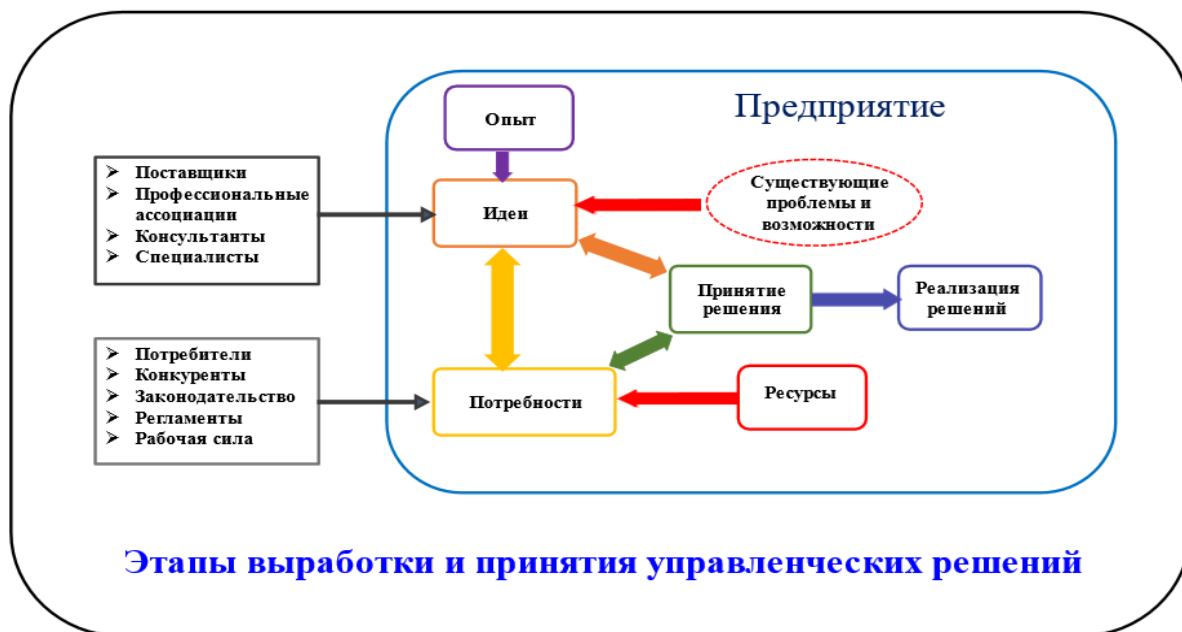 Предприятие
Опыт
Поставщики
Профессиональные
ассоциации
Консультанты
Специалисты
Идеи
Существующие
проблемы и
возможности
Принятие
решения
Реализация
решений
Потребители
Конкуренты
Законодательство
Регламенты
Рабочая сила
Потребности
Ресурсы
Этапы выработки и принятия управленческих решений